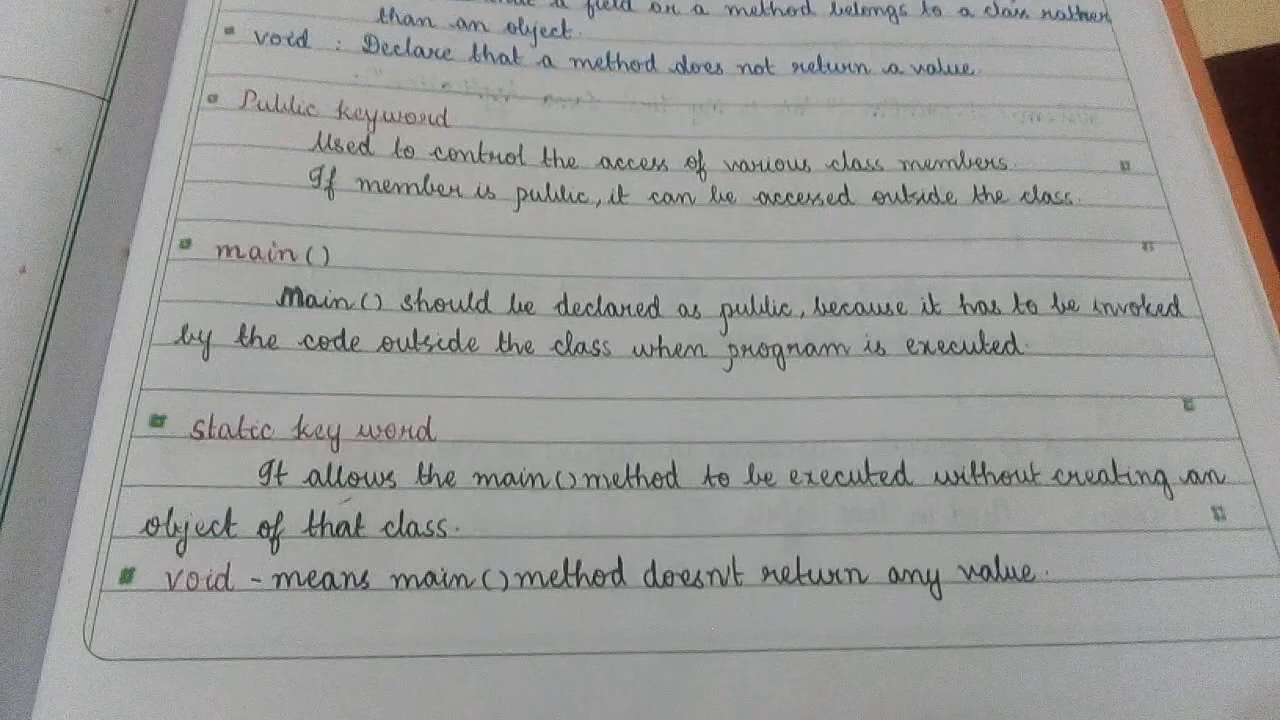 a field or a method belongs to a class rather
than an object.
void : Declare that a method does not return a value
Public keyword
Used to control the access of various class members.
If member is public, it can be accessed outside the class.
main()
Main() should be declared as public, because it has to be invoked
by the code outside the class when program is executed.
static key word
It allows the main() method to be executed without creating an
object of that class.
void - means main() method doesn't return any value.